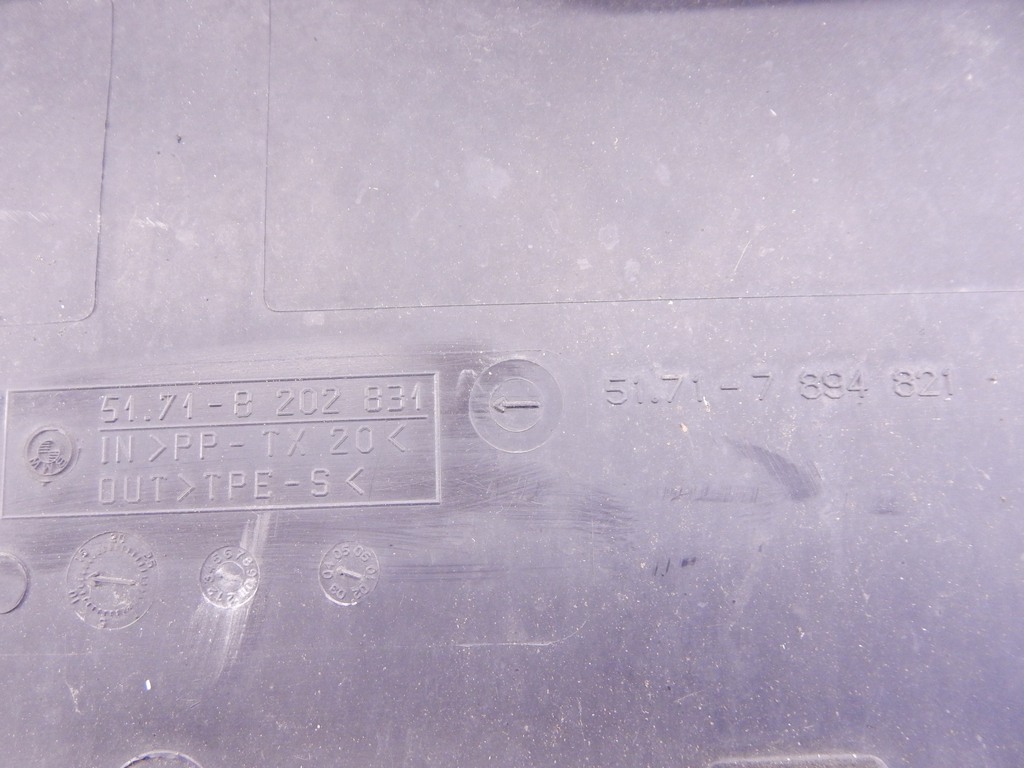 51.71-8 202 831
51.71-7 894 821
IN >PP-TX 20<
OUT>TPE-S<